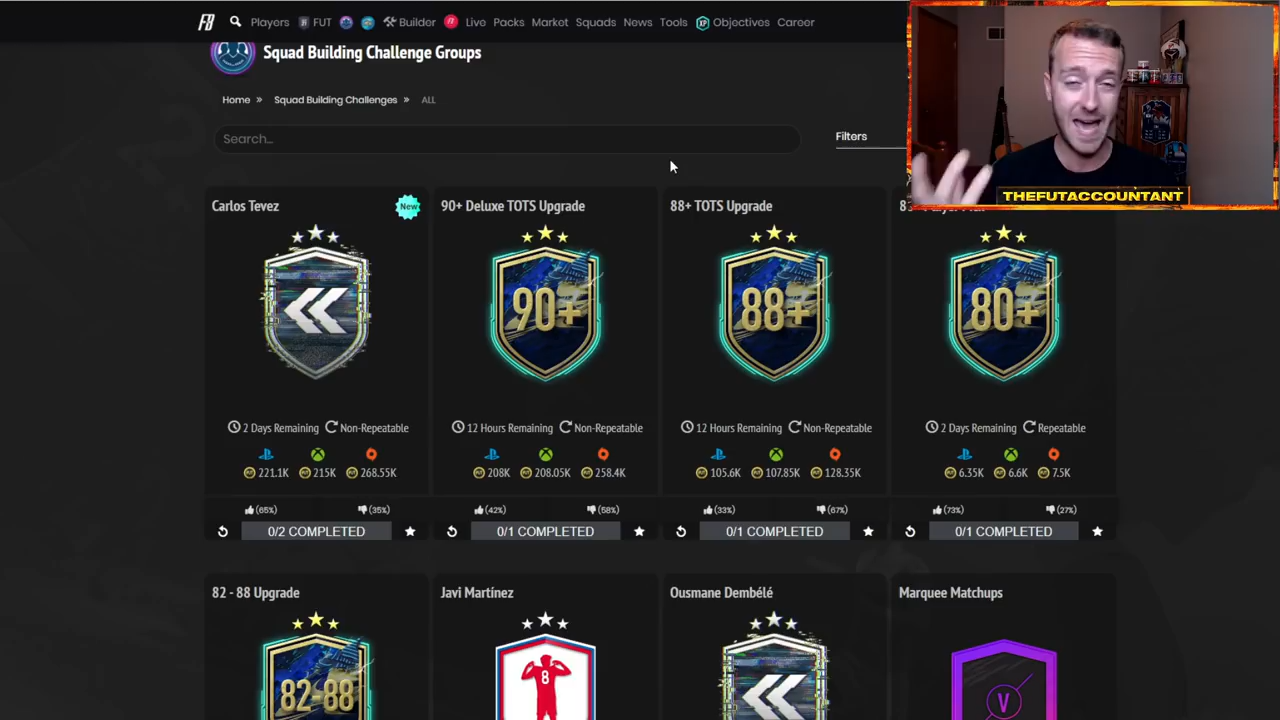 Players FUT Builder Live Packs Market Squads News Tools XP Objectives Career
Squad Building Challenge Groups
Home » Squad Building Challenges » ALL
Search...
Filters
THEFUTACCOUNTANT
Carlos Tevez
New
90+ Deluxe TOTS Upgrade
88+ TOTS Upgrade
90+
88+
80+
2 Days Remaining Non-Repeatable
12 Hours Remaining Non-Repeatable
12 Hours Remaining Non-Repeatable
2 Days Remaining Repeatable
221.1K 215K 268.55K
208K 208.05K 258.4K
105.6K 107.85K 128.35K
6.35K 6.6K 7.5K
(65%) (35%)
(42%) (58%)
(33%) (67%)
(73%) (27%)
0/2 COMPLETED
0/1 COMPLETED
0/1 COMPLETED
0/1 COMPLETED
82 - 88 Upgrade
Javi Martínez
Ousmane Dembélé
Marquee Matchups
82-88
8
V